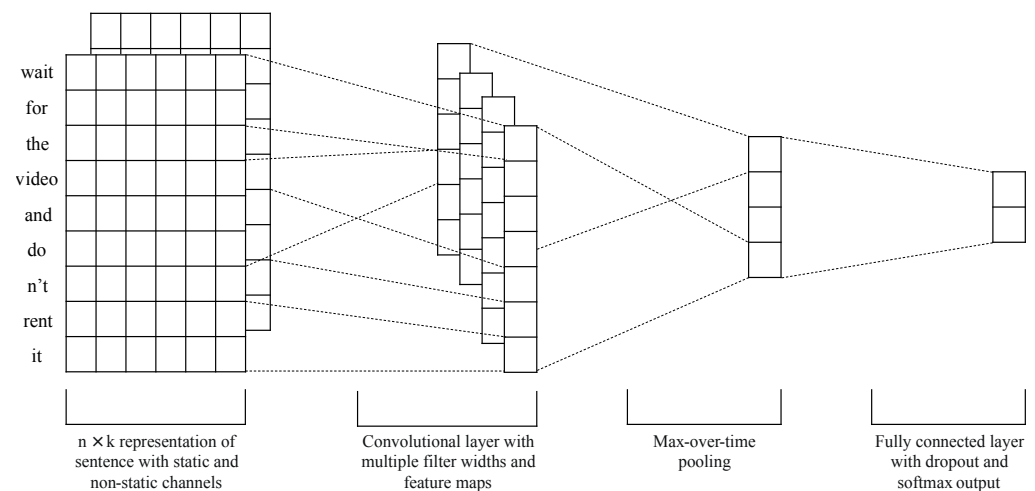 wait
for
the
video
and
do
n't
rent
it
n × k representation of
sentence with static and
non-static channels
Convolutional layer with
multiple filter widths and
feature maps
Max-over-time
pooling
Fully connected layer
with dropout and
softmax output